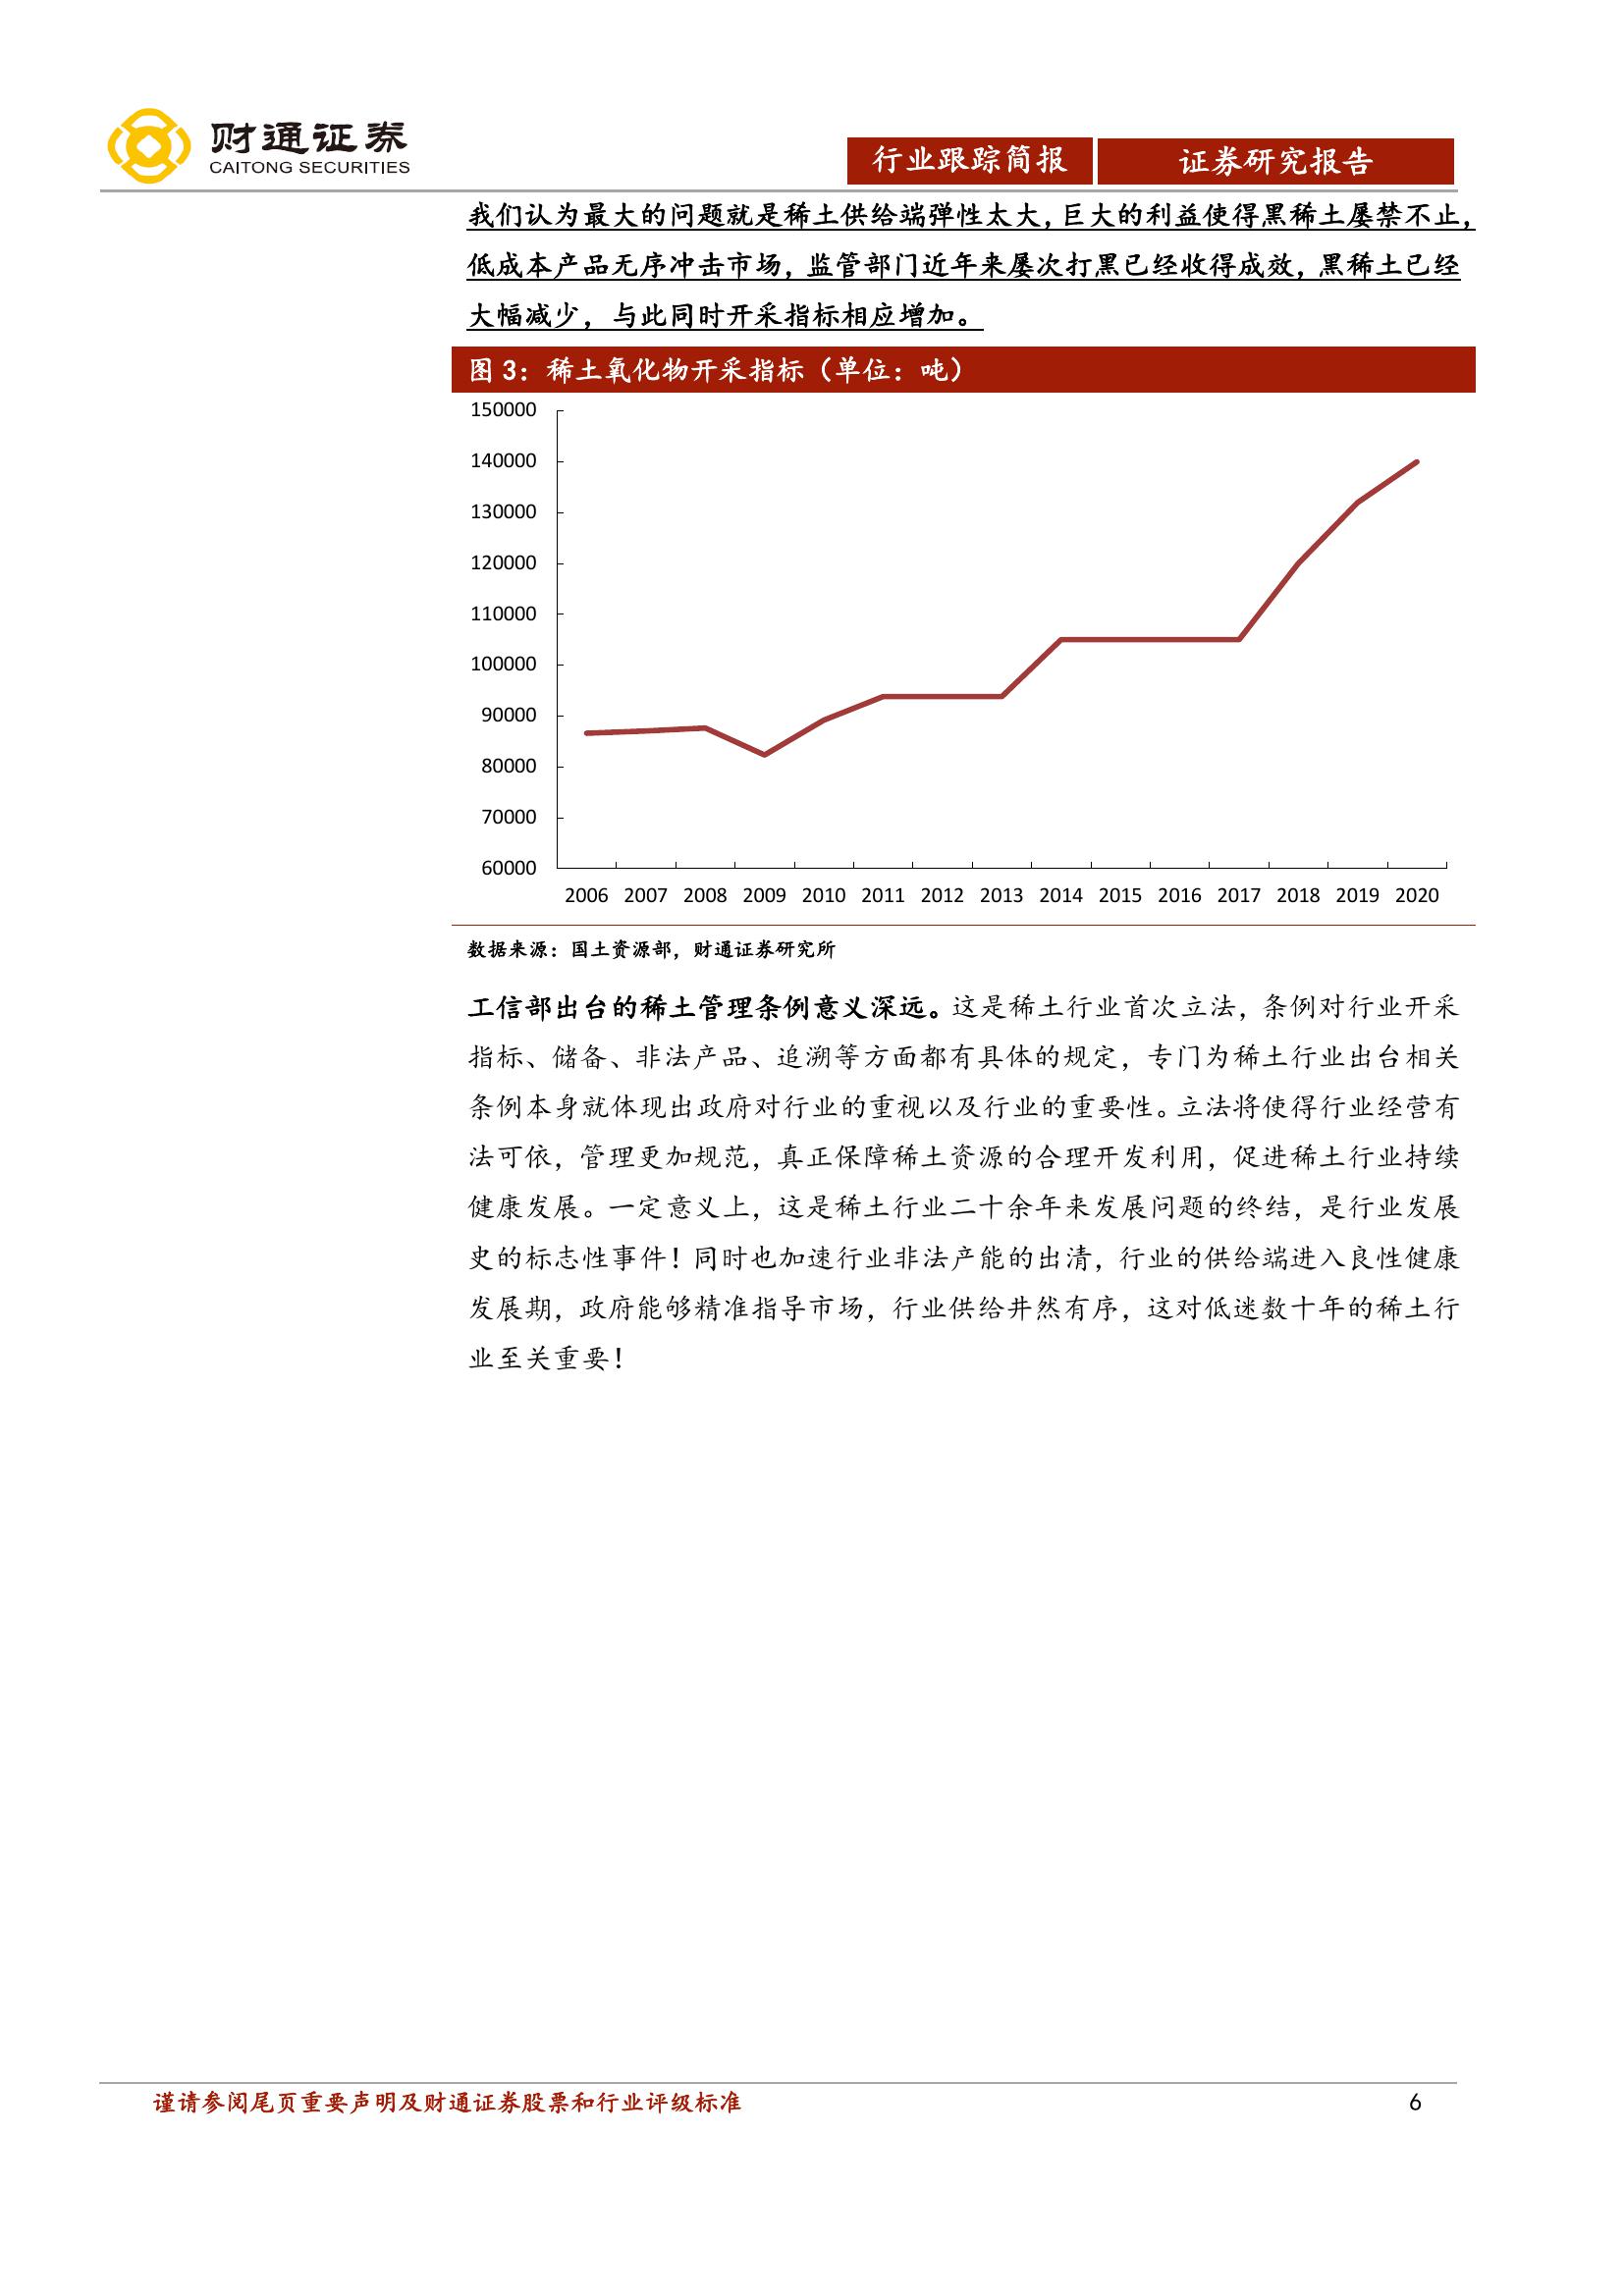 财通证券
CAITONG SECURITIES
行业跟踪简报
证券研究报告
我们认为最大的问题就是稀土供给端弹性太大，巨大的利益使得黑稀土屡禁不止，
低成本产品无序冲击市场，监管部门近年来屡次打黑已经收得成效，黑稀土已经
大幅减少，与此同时开采指标相应增加。
图 3：稀土氧化物开采指标（单位：吨）
150000
140000
130000
120000
110000
100000
90000
80000
70000
60000
2006 2007 2008 2009 2010 2011 2012 2013 2014 2015 2016 2017 2018 2019 2020
数据来源：国土资源部，财通证券研究所
工信部出台的稀土管理条例意义深远。这是稀土行业首次立法，条例对行业开采
指标、储备、非法产品、追溯等方面都有具体的规定，专门为稀土行业出台相关
条例本身就体现出政府对行业的重视以及行业的重要性。立法将使得行业经营有
法可依，管理更加规范，真正保障稀土资源的合理开发利用，促进稀土行业持续
健康发展。一定意义上，这是稀土行业二十余年来发展问题的终结，是行业发展
史的标志性事件！同时也加速行业非法产能的出清，行业的供给端进入良性健康
发展期，政府能够精准指导市场，行业供给井然有序，这对低迷数十年的稀土行
业至关重要！
谨请参阅尾页重要声明及财通证券股票和行业评级标准
6